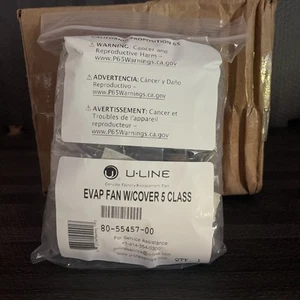 ⚠ WARNING: Cancer and
Reproductive Harm –
www.P65Warnings.ca.gov
⚠ ADVERTENCIA: Cáncer y Daño
Reproductivo –
www.P65Warnings.ca.gov
⚠ AVERTISSEMENT: Cancer et
Troubles de l'appareil
reproducteur –
www.P65Warnings.ca.gov
U-LINE
EVAP FAN W/COVER 5 CLASS
80-55457-00
For Service Assistance
QTY